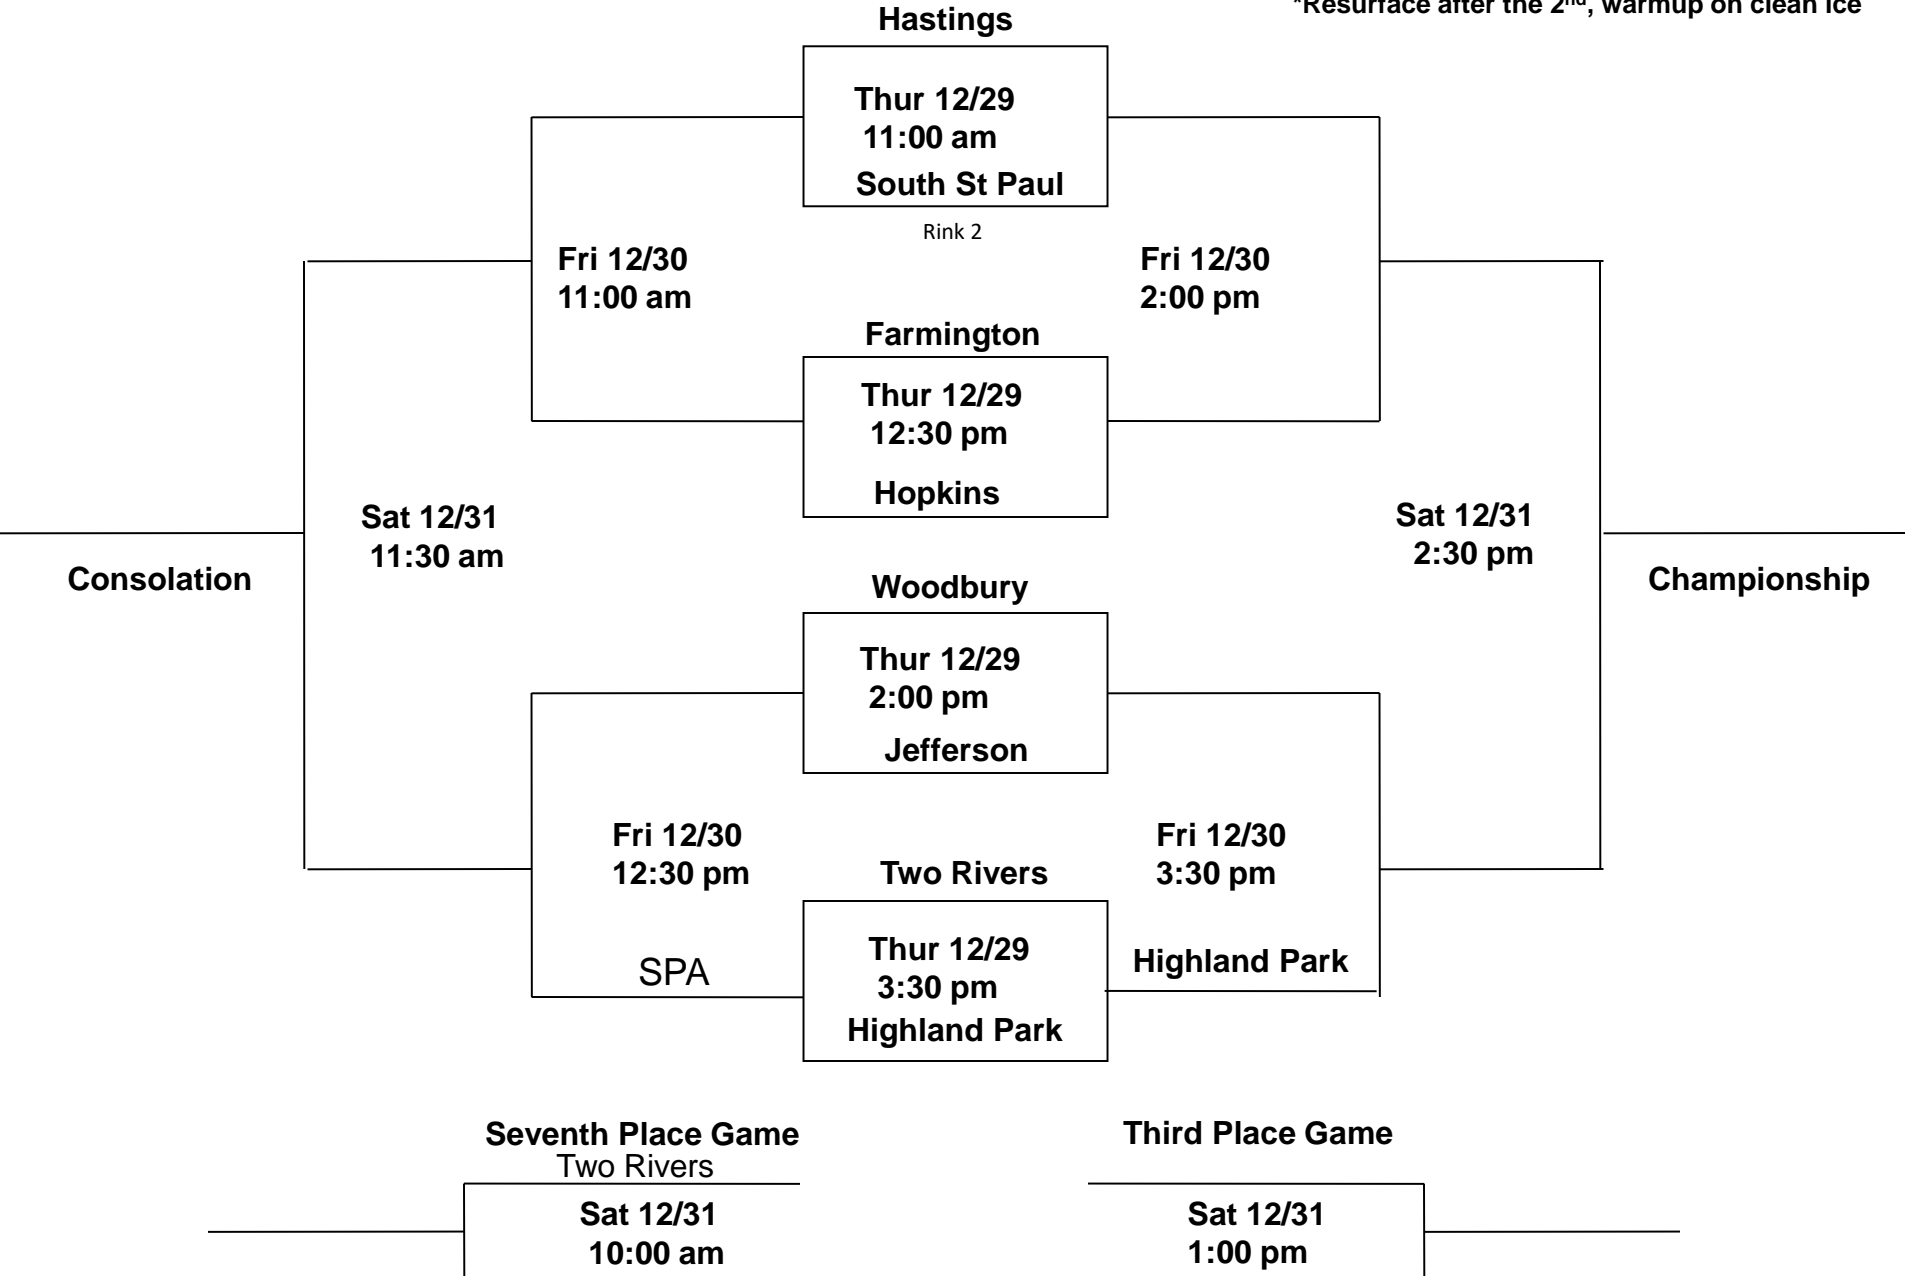 *Resurface after the 2nd, warmup on clean ice
Hastings
Thur 12/29
11:00 am
South St Paul
Rink 2
Fri 12/30
11:00 am
Fri 12/30
2:00 pm
Farmington
Thur 12/29
12:30 pm
Hopkins
Sat 12/31
11:30 am
Sat 12/31
2:30 pm
Consolation
Championship
Woodbury
Thur 12/29
2:00 pm
Jefferson
Fri 12/30
12:30 pm
Fri 12/30
3:30 pm
Two Rivers
SPA
Thur 12/29
3:30 pm
Highland Park
Highland Park
Seventh Place Game
Two Rivers
Sat 12/31
10:00 am
Third Place Game
Sat 12/31
1:00 pm